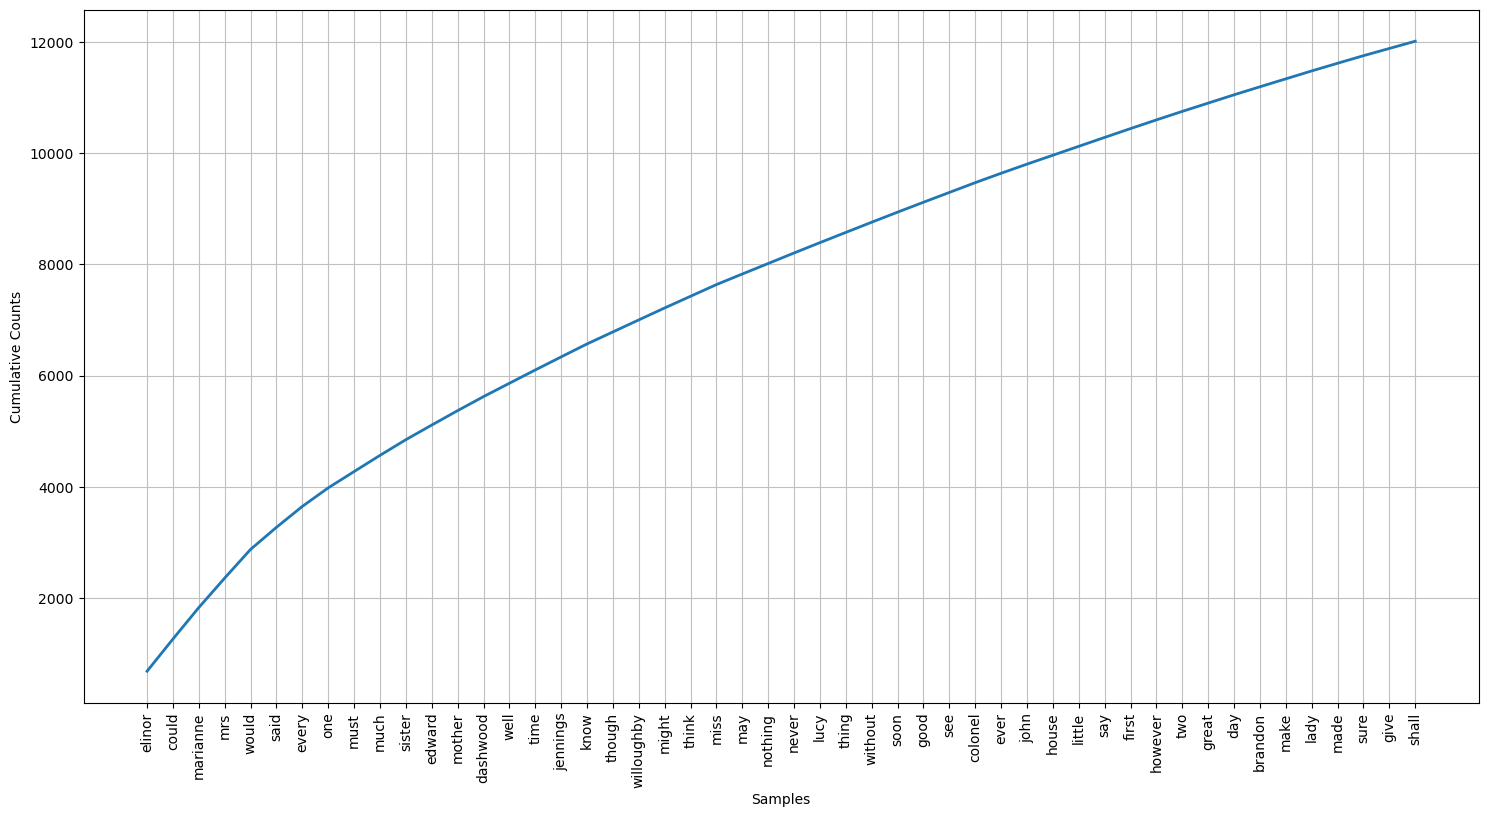 12000
10000
8000
6000
4000
2000
Cumulative Counts
elinor
could
marianne
mrs
would
said
every
one
must
much
sister
edward
mother
dashwood
well
time
jennings
know
though
willoughby
might
think
miss
may
nothing
never
lucy
thing
without
soon
good
see
colonel
ever
john
house
little
say
first
however
two
great
day
brandon
make
lady
made
sure
give
shall
Samples